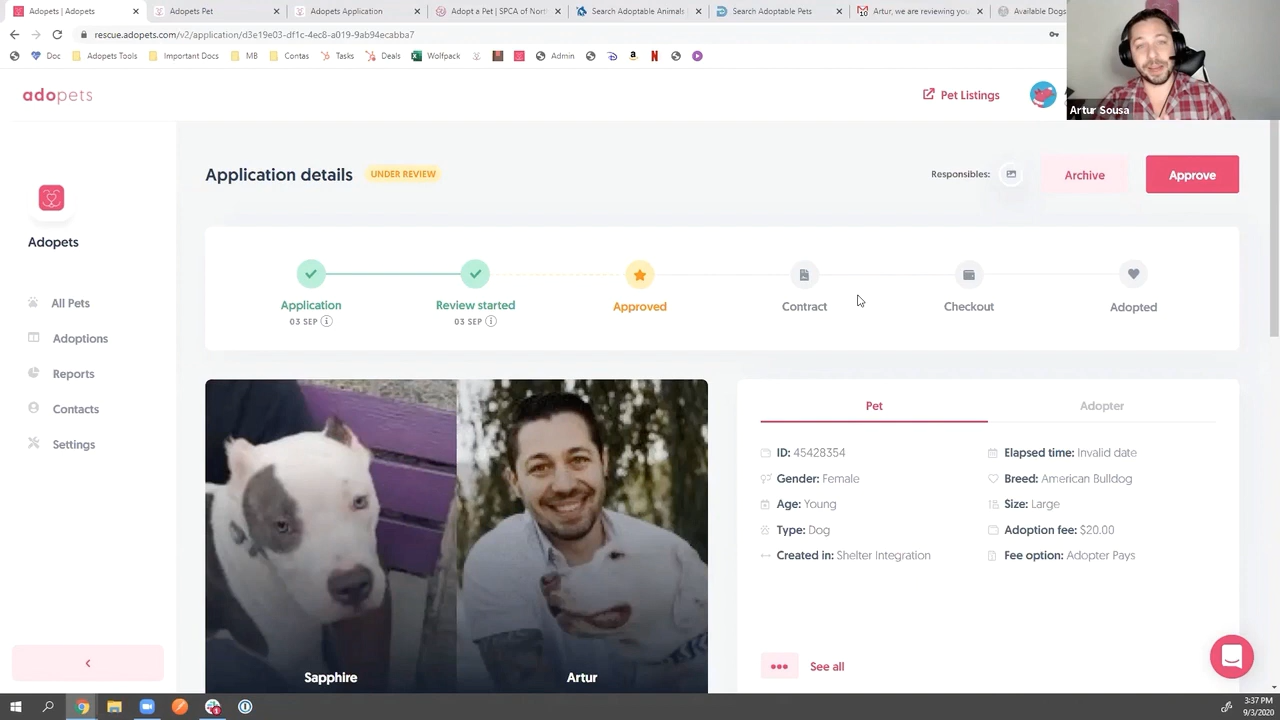 Adopets | Adopets
Adopets Pet
Adopets Application
Adopt a Pet | SPCA of Nort
Search Adoptable Animals
Search Adoptable Pets
Artur, we are reviewing you
Available Dogs
rescue.adopets.com/v2/application/d3e19e03-df1c-4ec8-a019-9ab94ecabba7
Doc
Adopets Tools
Important Docs
MB
Contas
Tasks
Deals
Wolfpack
Admin
Artur Sousa
adopets
Pet Listings
Application details
UNDER REVIEW
Responsibles:
Archive
Approve
Adopets
All Pets
Adoptions
Reports
Contacts
Settings
Application
03 SEP
Review started
03 SEP
Approved
Contract
Checkout
Adopted
Sapphire
Artur
Pet
Adopter
ID: 45428354
Elapsed time: Invalid date
Gender: Female
Breed: American Bulldog
Age: Young
Size: Large
Type: Dog
Adoption fee: $20.00
Created in: Shelter Integration
Fee option: Adopter Pays
See all
3:37 PM
9/3/2020